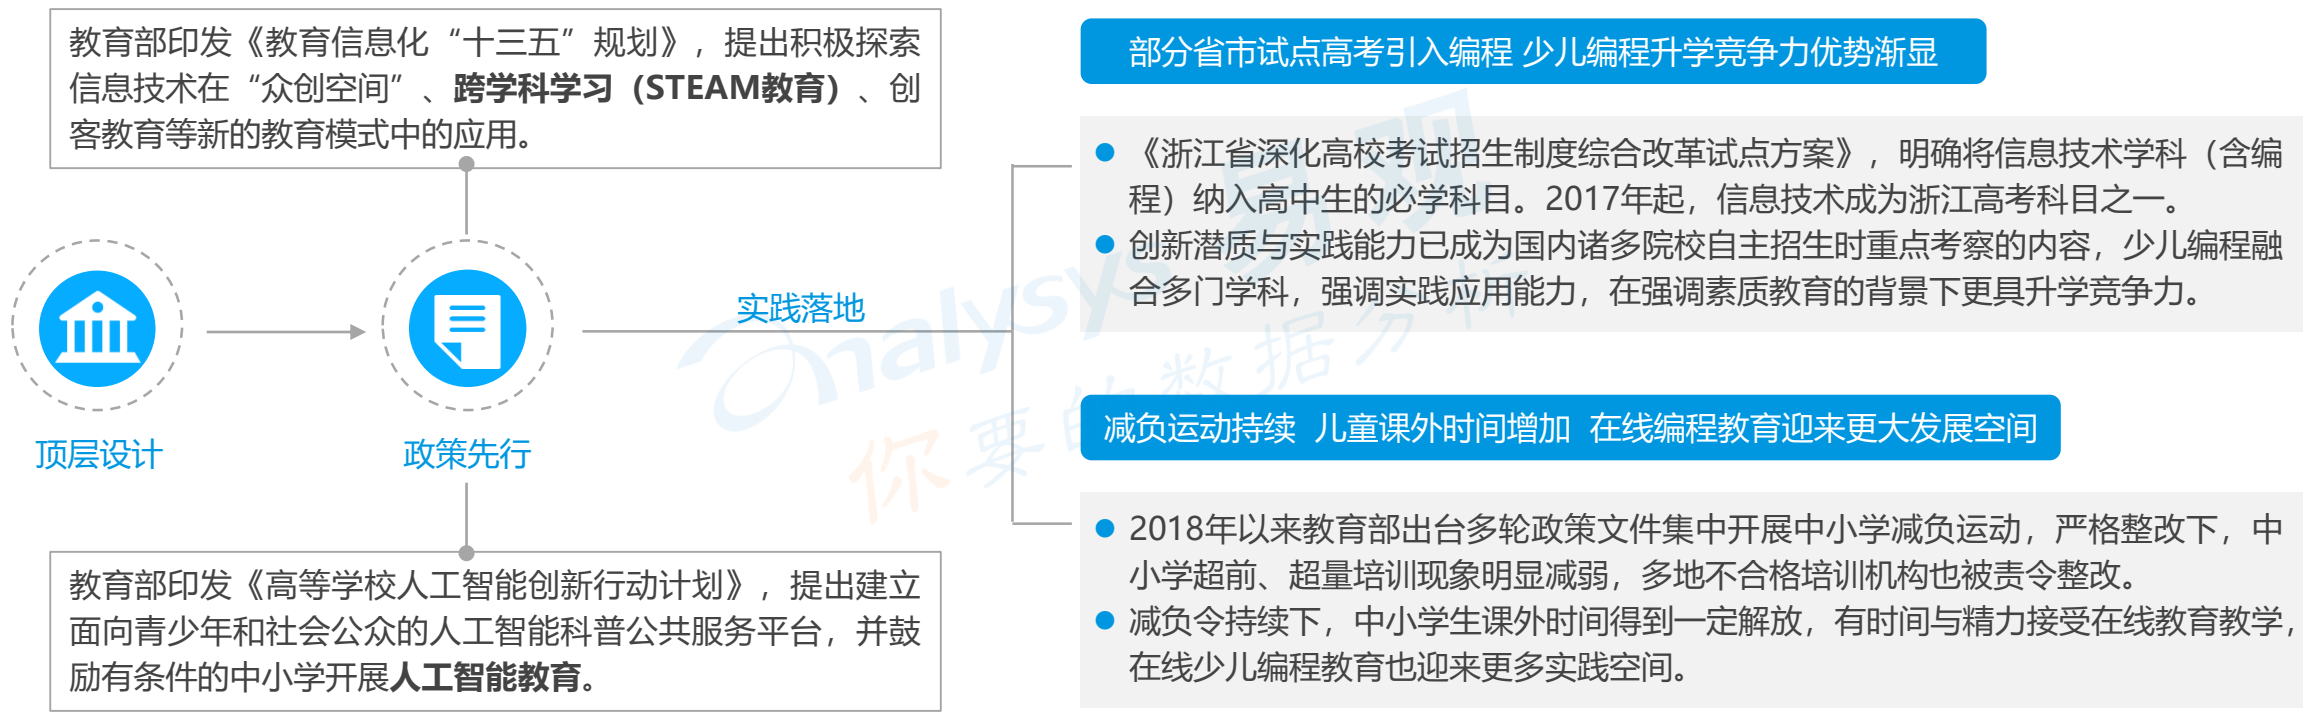 教育部印发《教育信息化“十三五”规划》，提出积极探索
信息技术在“众创空间”、跨学科学习（STEAM教育）、创
客教育等新的教育模式中的应用。
顶层设计
政策先行
实践落地
教育部印发《高等学校人工智能创新行动计划》，提出建立
面向青少年和社会公众的人工智能科普公共服务平台，并鼓
励有条件的中小学开展人工智能教育。
部分省市试点高考引入编程 少儿编程升学竞争力优势渐显
《浙江省深化高校考试招生制度综合改革试点方案》，明确将信息技术学科（含编
程）纳入高中生的必学科目。2017年起，信息技术成为浙江高考科目之一。
创新潜质与实践能力已成为国内诸多院校自主招生时重点考察的内容，少儿编程融
合多门学科，强调实践应用能力，在强调素质教育的背景下更具升学竞争力。
减负运动持续 儿童课外时间增加 在线编程教育迎来更大发展空间
2018年以来教育部出台多轮政策文件集中开展中小学减负运动，严格整改下，中
小学超前、超量培训现象明显减弱，多地不合格培训机构也被责令整改。
减负令持续下，中小学生课外时间得到一定解放，有时间与精力接受在线教育教学，
在线少儿编程教育也迎来更多实践空间。
analysys 易观
你要的数据分析